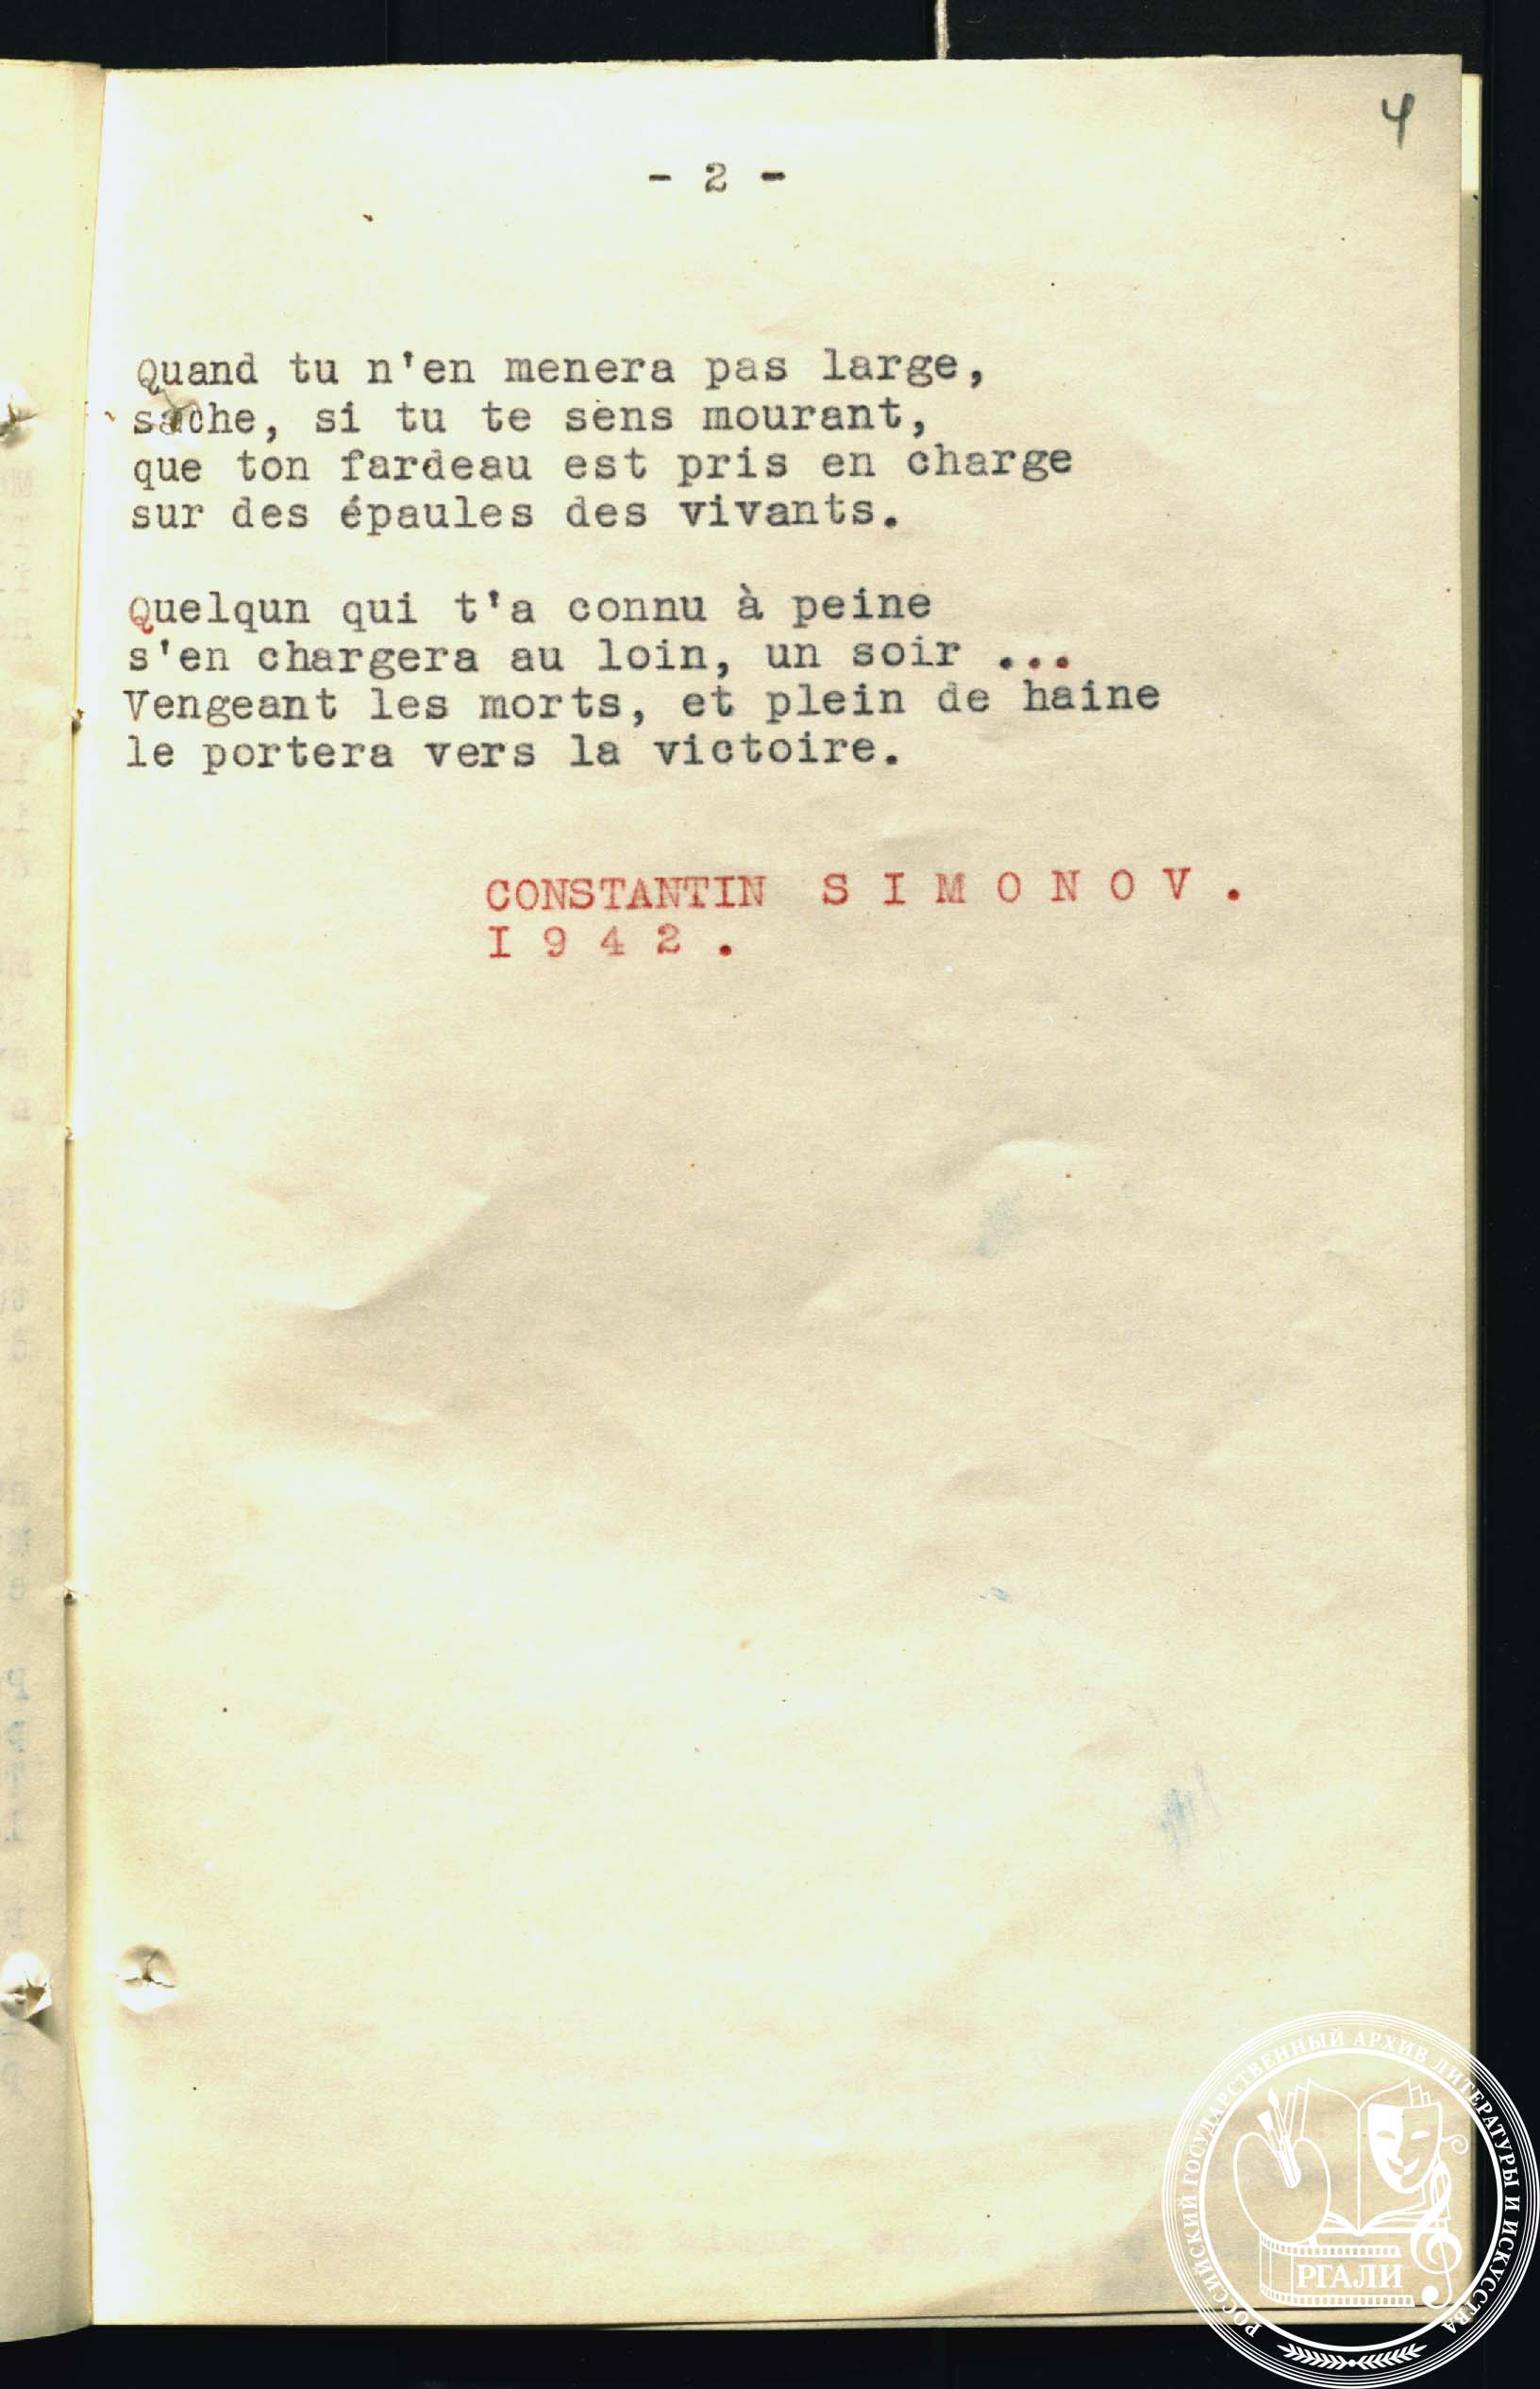 4
- 2 -
Quand tu n'en menera pas large,
sache, si tu te sens mourant,
que ton fardeau est pris en charge
sur des épaules des vivants.
Quelqun qui t'a connu à peine
s'en chargera au loin, un soir ...
Vengeant les morts, et plein de haine
le portera vers la victoire.
CONSTANTIN S I M O N O V .
I 9 4 2 .
РОССИЙСКИЙ ГОСУДАРСТВЕННЫЙ АРХИВ ЛИТЕРАТУРЫ И ИСКУССТВА
РГАЛИ